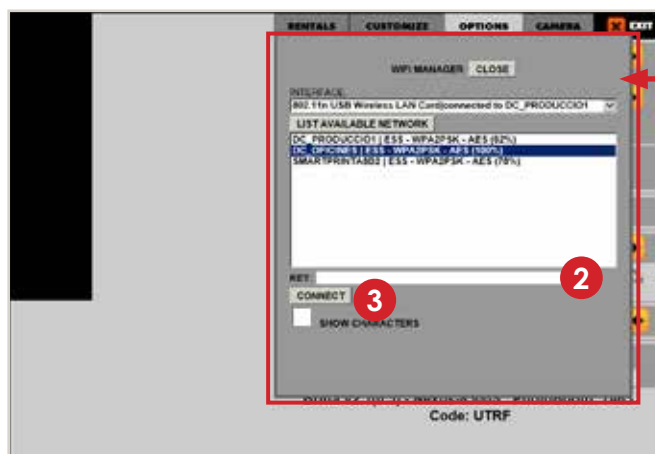 RENTALS CUSTOMIZE OPTIONS CAMERA X EXIT
WIFI MANAGER CLOSE
INTERFACE
802.11n USB Wireless LAN Card|connected to DC_PRODUCCIO1
LIST AVAILABLE NETWORK
DC_PRODUCCIO1 | ESS - WPA2PSK - AES (62%)
DC_OFICINES | ESS - WPA2PSK - AES (100%)
| ESS - WPA2PSK - AES (78%)
KEY:
2
CONNECT
3
SHOW CHARACTERS
Code: UTRF